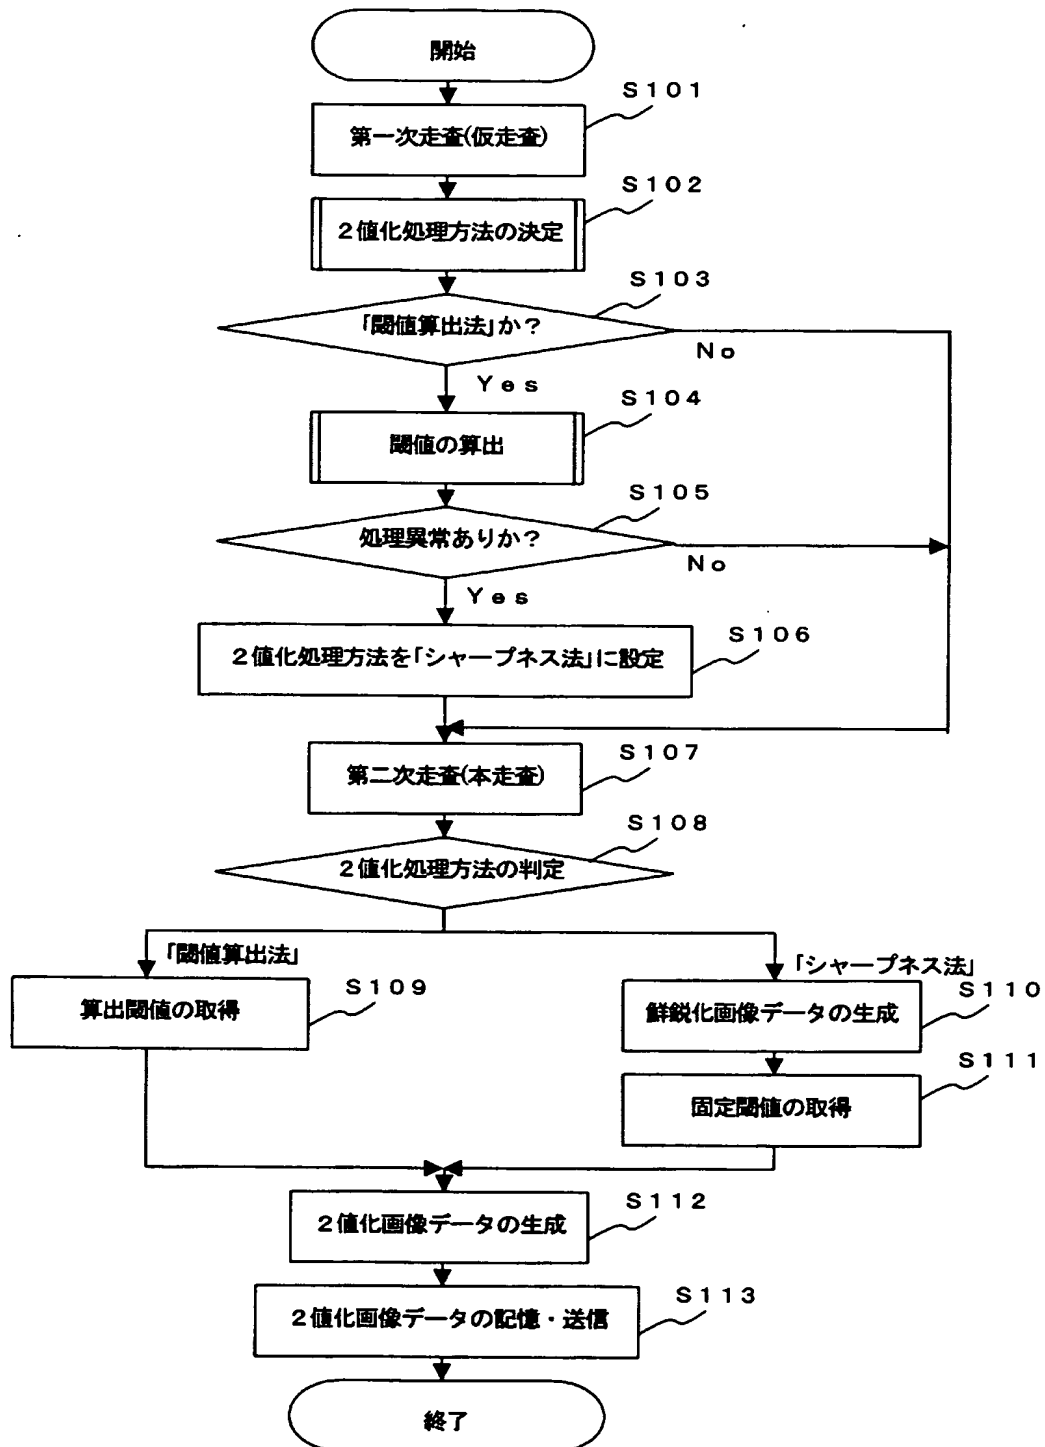 開始
S101
第一次走査(仮走査)
S102
2値化処理方法の決定
S103
「閾値算出法」か?
No
Yes
S104
閾値の算出
S105
処理異常ありか?
No
Yes
S106
2値化処理方法を「シャープネス法」に設定
S107
第二次走査(本走査)
S108
2値化処理方法の判定
「閾値算出法」
「シャープネス法」
S109
算出閾値の取得
S110
鮮鋭化画像データの生成
S111
固定閾値の取得
S112
2値化画像データの生成
S113
2値化画像データの記憶・送信
終了